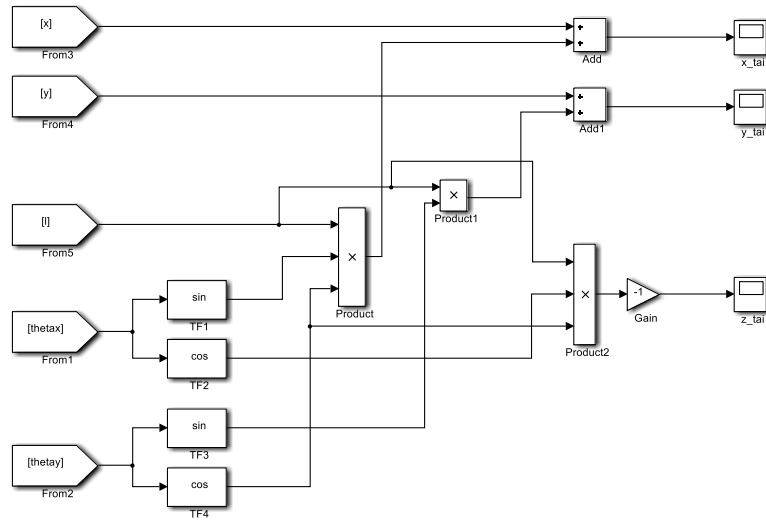 [x]
From3
+
+
Add
x_tai
[y]
From4
+
+
Add1
y_tai
[l]
From5
×
Product
×
Product1
×
Product2
-1
Gain
z_tai
[thetax]
From1
sin
TF1
cos
TF2
[thetay]
From2
sin
TF3
cos
TF4